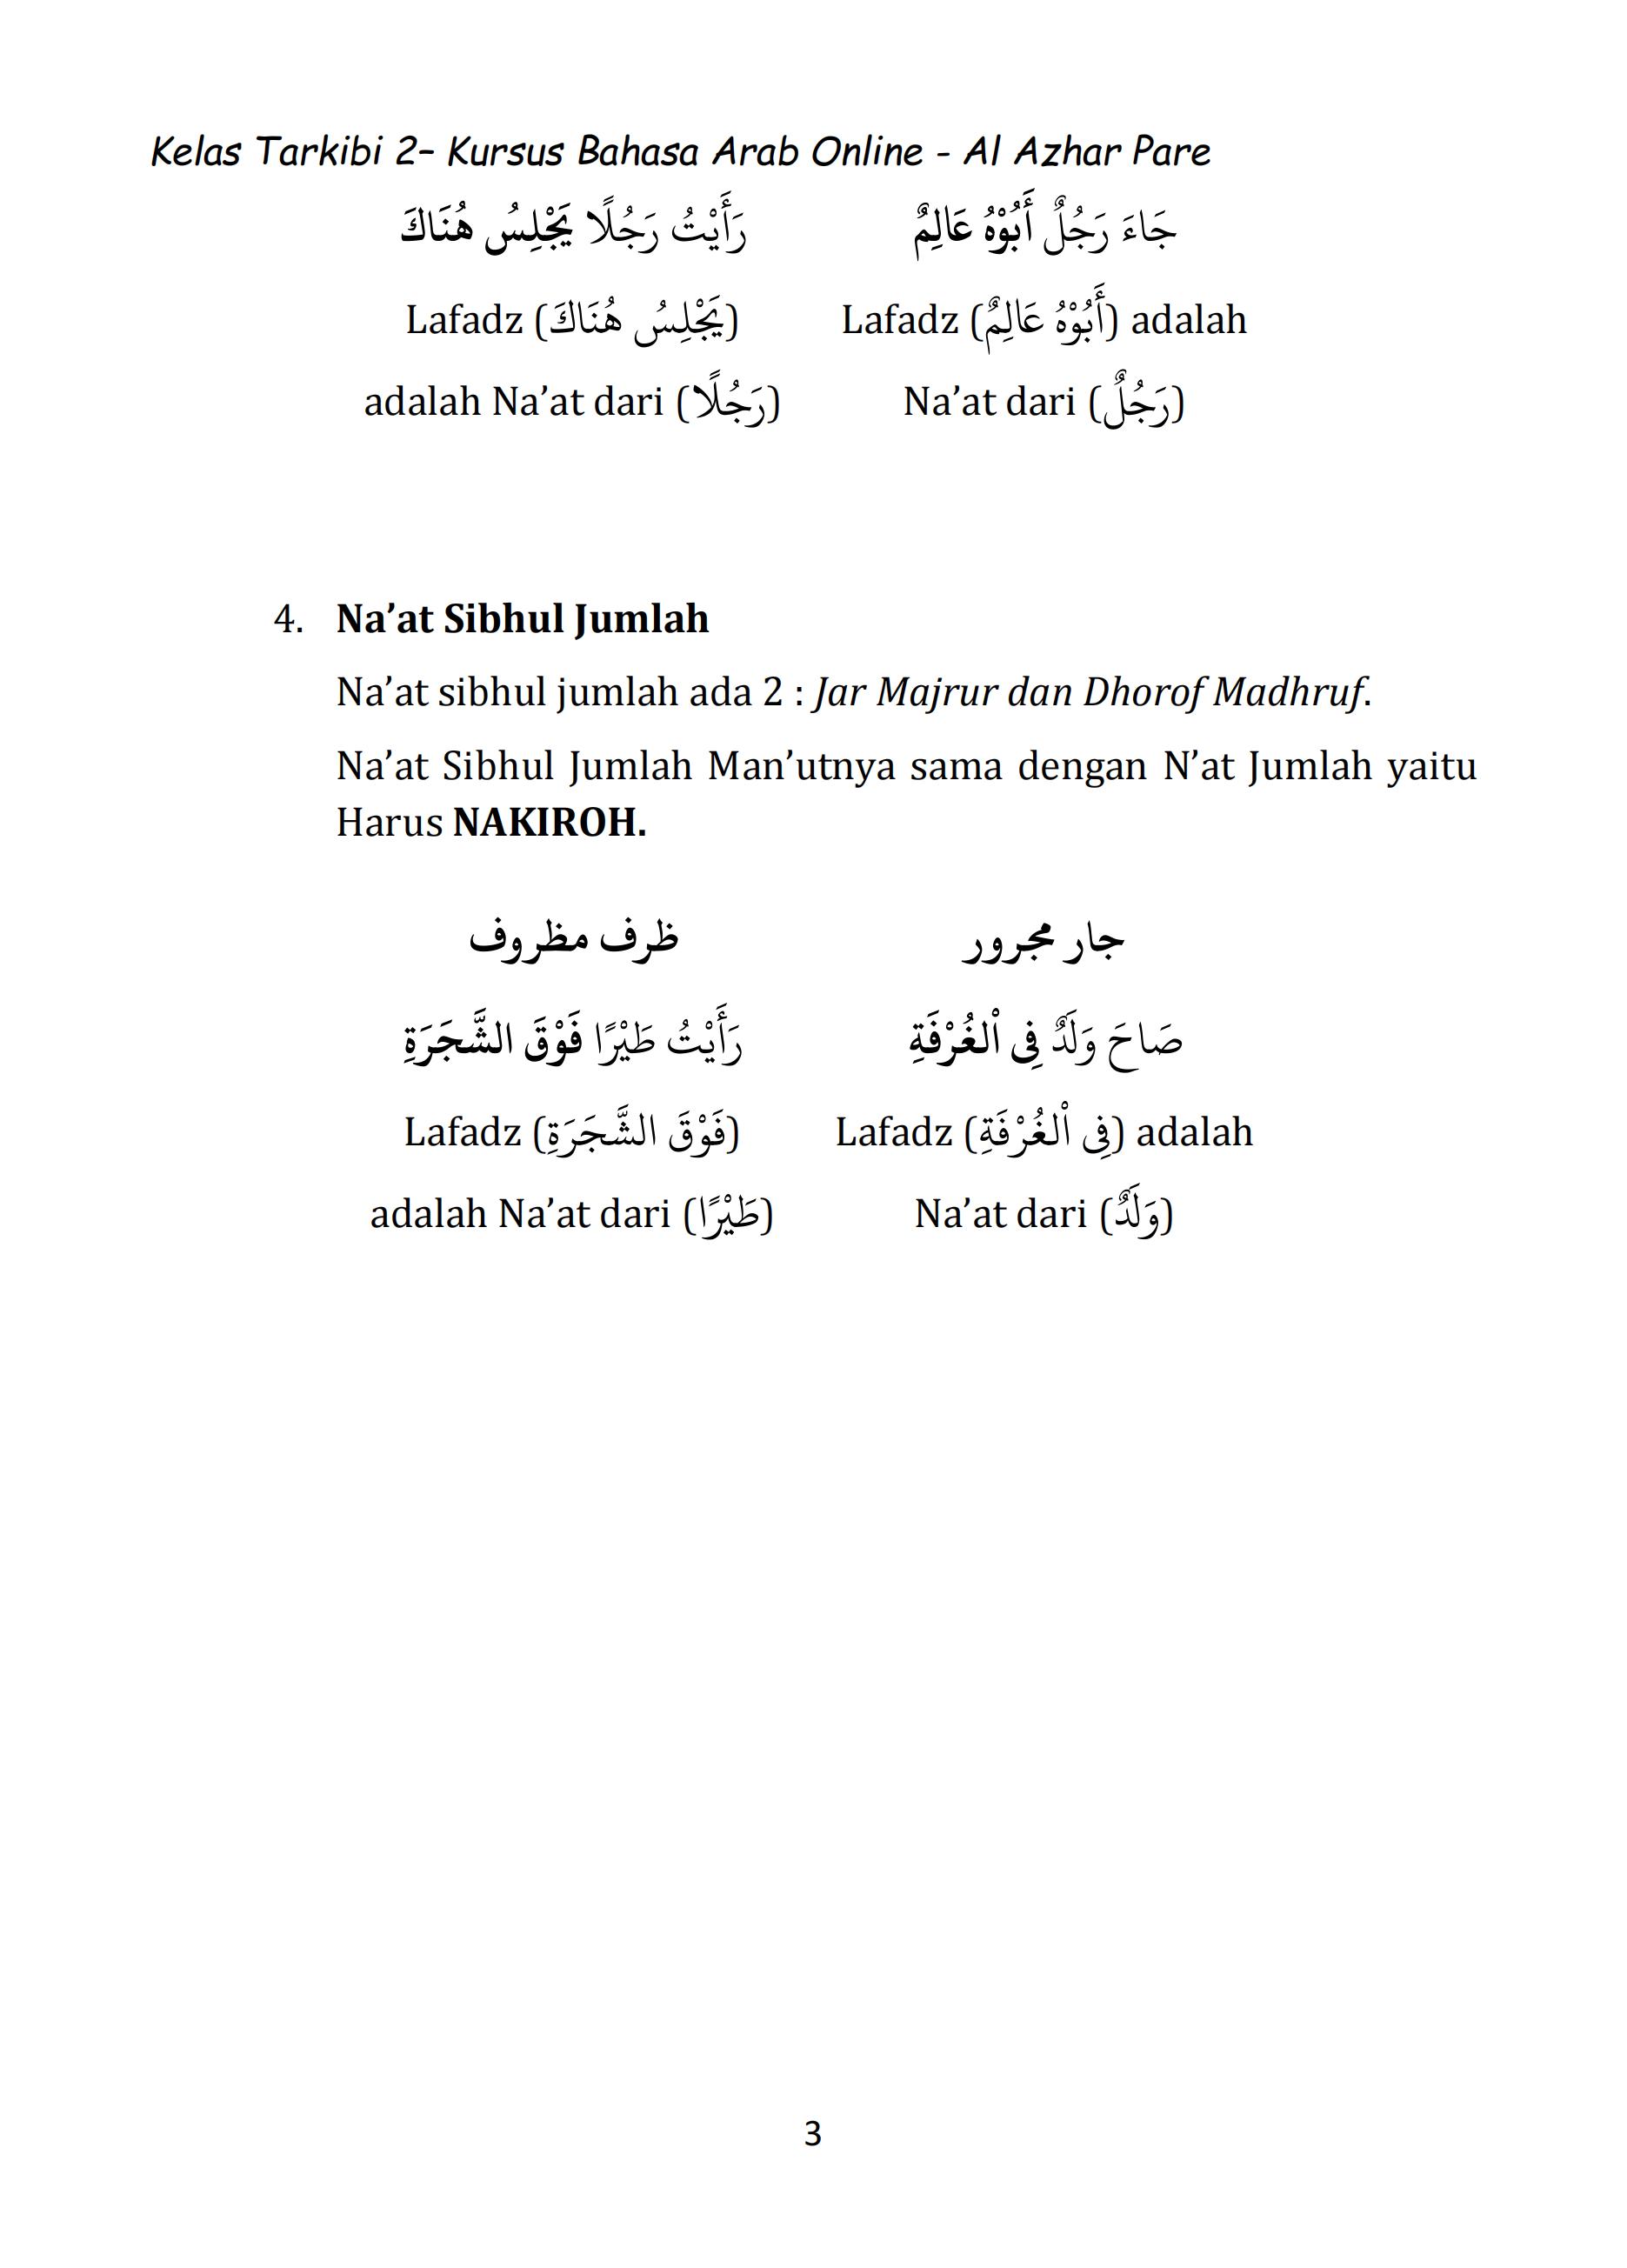 Kelas Tarkibi 2– Kursus Bahasa Arab Online - Al Azhar Pare
جَاءَ رَجُلٌ أَبُوْهُ عَالِمٌ
رَأَيْتُ رَجُلًا يَجْلِسُ هُنَاكَ
Lafadz (أَبُوْهُ عَالِمٌ) adalah
Na’at dari (رَجُلٌ)
Lafadz (يَجْلِسُ هُنَاكَ)
adalah Na’at dari (رَجُلًا)
4. Na’at Sibhul Jumlah
Na’at sibhul jumlah ada 2 : Jar Majrur dan Dhorof Madhruf.
Na’at Sibhul Jumlah Man’utnya sama dengan N’at Jumlah yaitu
Harus NAKIROH.
جار مجرور
ظرف مظروف
صَاحَ وَلَدٌ فِى اْلغُرْفَةِ
رَأَيْتُ طَيْرًا فَوْقَ الشَّجَرَةِ
Lafadz (فِى اْلغُرْفَةِ) adalah
Na’at dari (وَلَدٌ)
Lafadz (فَوْقَ الشَّجَرَةِ)
adalah Na’at dari (طَيْرًا)
3